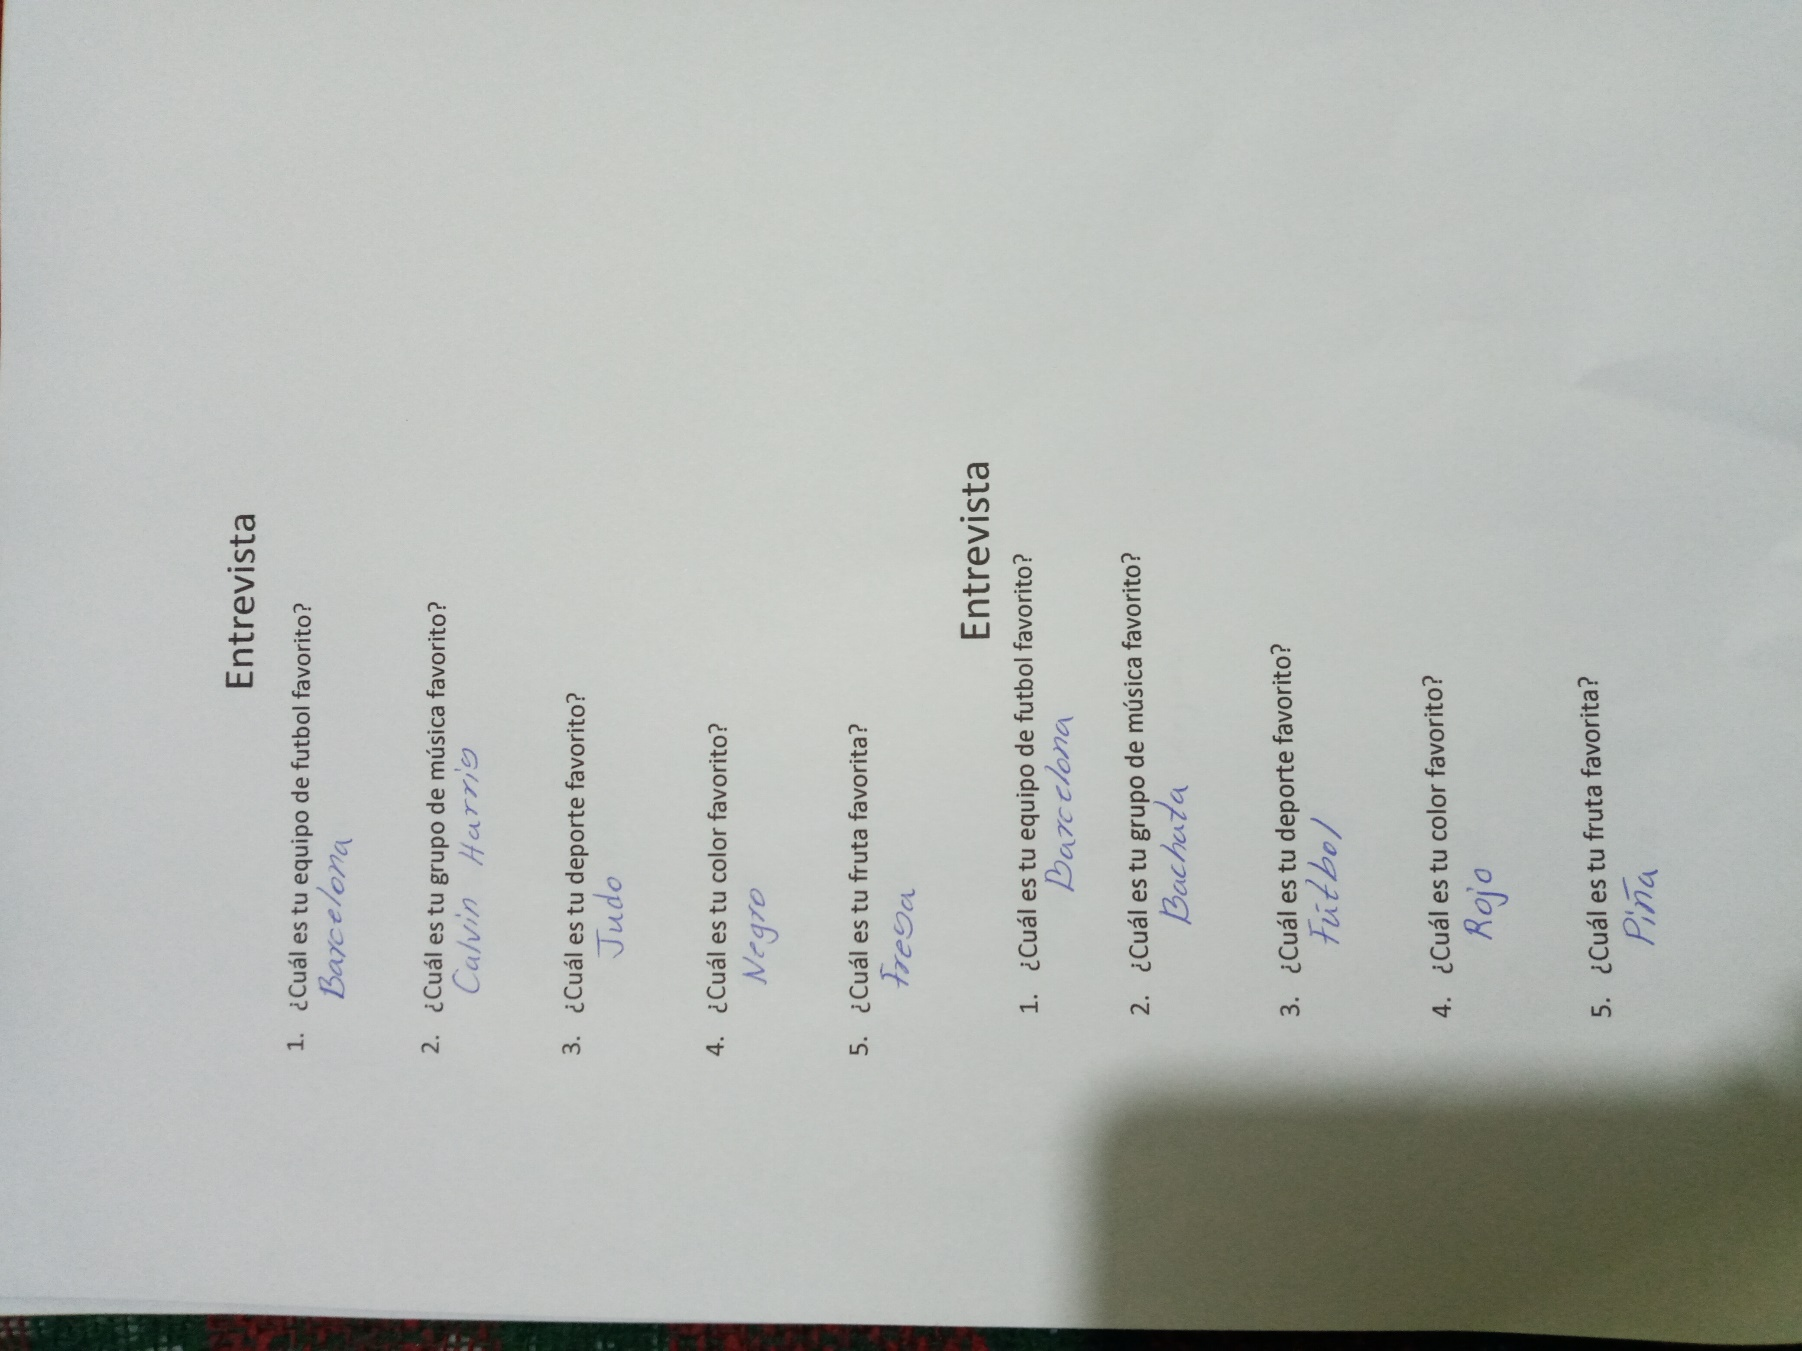 Entrevista
1. ¿Cuál es tu equipo de futbol favorito?
Barcelona
2. ¿Cuál es tu grupo de música favorito?
Calvin Harris
3. ¿Cuál es tu deporte favorito?
Judo
4. ¿Cuál es tu color favorito?
Negro
5. ¿Cuál es tu fruta favorita?
Fresa
Entrevista
1. ¿Cuál es tu equipo de futbol favorito?
Barcelona
2. ¿Cuál es tu grupo de música favorito?
Bachata
3. ¿Cuál es tu deporte favorito?
Fútbol
4. ¿Cuál es tu color favorito?
Rojo
5. ¿Cuál es tu fruta favorita?
Piña